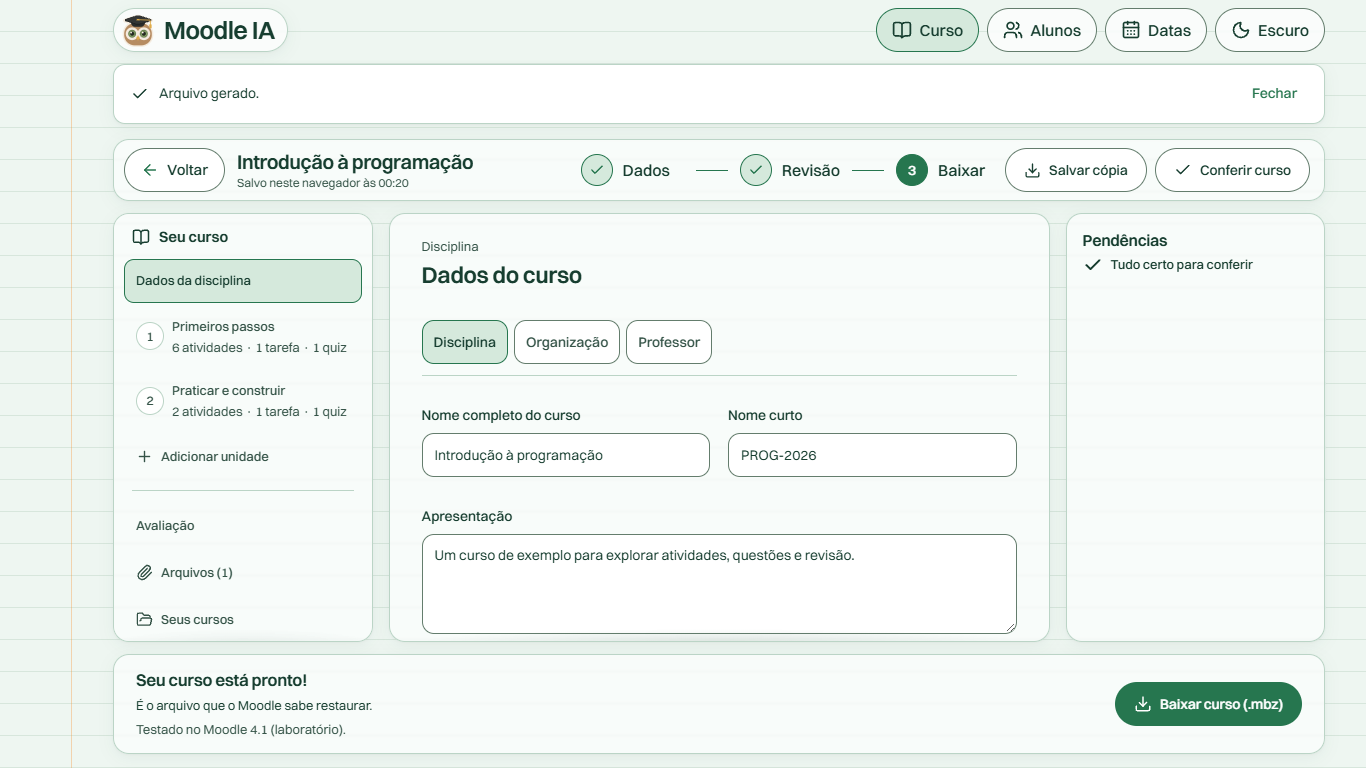 Moodle IA
Curso
Alunos
Datas
Escuro
Arquivo gerado.
Fechar
Voltar
Introdução à programação
Salvo neste navegador às 00:20
Dados
Revisão
3
Baixar
Salvar cópia
Conferir curso
Seu curso
Dados da disciplina
1
Primeiros passos
6 atividades · 1 tarefa · 1 quiz
2
Praticar e construir
2 atividades · 1 tarefa · 1 quiz
Adicionar unidade
Avaliação
Arquivos (1)
Seus cursos
Disciplina
Dados do curso
Disciplina
Organização
Professor
Nome completo do curso
Nome curto
Introdução à programação
PROG-2026
Apresentação
Um curso de exemplo para explorar atividades, questões e revisão.
Pendências
Tudo certo para conferir
Seu curso está pronto!
É o arquivo que o Moodle sabe restaurar.
Testado no Moodle 4.1 (laboratório).
Baixar curso (.mbz)